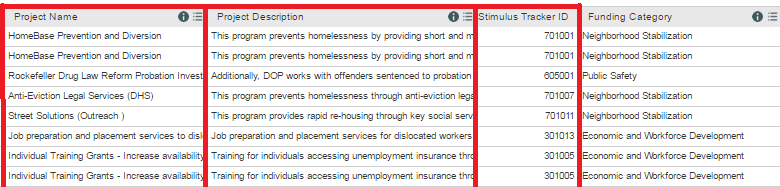 Project Name Project Description Stimulus Tracker ID Funding Category
HomeBase Prevention and Diversion This program prevents homelessness by providing short and m 701001 Neighborhood Stabilization
HomeBase Prevention and Diversion This program prevents homelessness by providing short and m 701001 Neighborhood Stabilization
Rockefeller Drug Law Reform Probation Invest Additionally, DOP works with offenders sentenced to probation 605001 Public Safety
Anti-Eviction Legal Services (DHS) This program prevents homelessness through anti-eviction lega 701007 Neighborhood Stabilization
Street Solutions (Outreach ) This program provides rapid re-housing through key social serv 701011 Neighborhood Stabilization
Job preparation and placement services to dislo Job preparation and placement services for dislocated workers 301013 Economic and Workforce Development
Individual Training Grants - Increase availability Training for individuals accessing unemployment insurance thro 301005 Economic and Workforce Development
Individual Training Grants - Increase availability Training for individuals accessing unemployment insurance thro 301005 Economic and Workforce Development